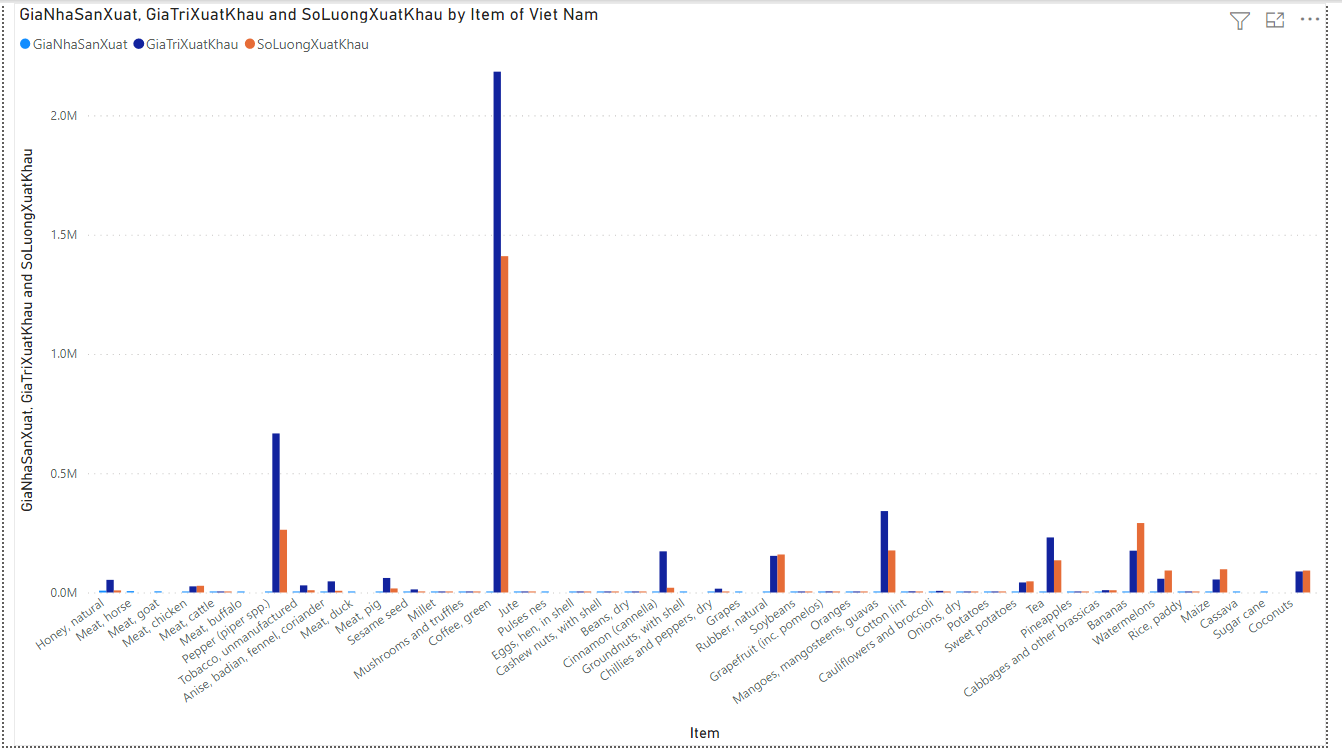 GiaNhaSanXuat, GiaTriXuatKhau and SoLuongXuatKhau by Item of Viet Nam
GiaNhaSanXuat GiaTriXuatKhau SoLuongXuatKhau
GiaNhaSanXuat, GiaTriXuatKhau and SoLuongXuatKhau
2.0M
1.5M
1.0M
0.5M
0.0M
Honey, natural
Meat, horse
Meat, goat
Meat, chicken
Meat, cattle
Meat, buffalo
Pepper (piper spp.)
Tobacco, unmanufactured
Anise, badian, fennel, coriander
Meat, duck
Meat, pig
Sesame seed
Millet
Mushrooms and truffles
Coffee, green
Jute
Pulses nes
Eggs, hen, in shell
Cashew nuts, with shell
Beans, dry
Cinnamon (cannella)
Groundnuts, with shell
Chillies and peppers, dry
Grapes
Rubber, natural
Soybeans
Grapefruit (inc. pomelos)
Oranges
Mangoes, mangosteens, guavas
Cotton lint
Cauliflowers and broccoli
Onions, dry
Potatoes
Sweet potatoes
Tea
Pineapples
Cabbages and other brassicas
Bananas
Watermelons
Rice, paddy
Maize
Cassava
Sugar cane
Coconuts
Item